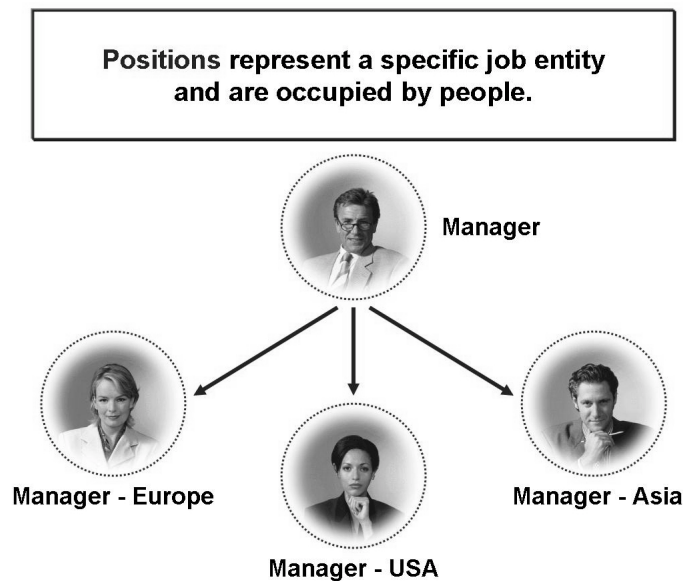 Positions represent a specific job entity
and are occupied by people.
Manager
Manager - Europe
Manager - Asia
Manager - USA